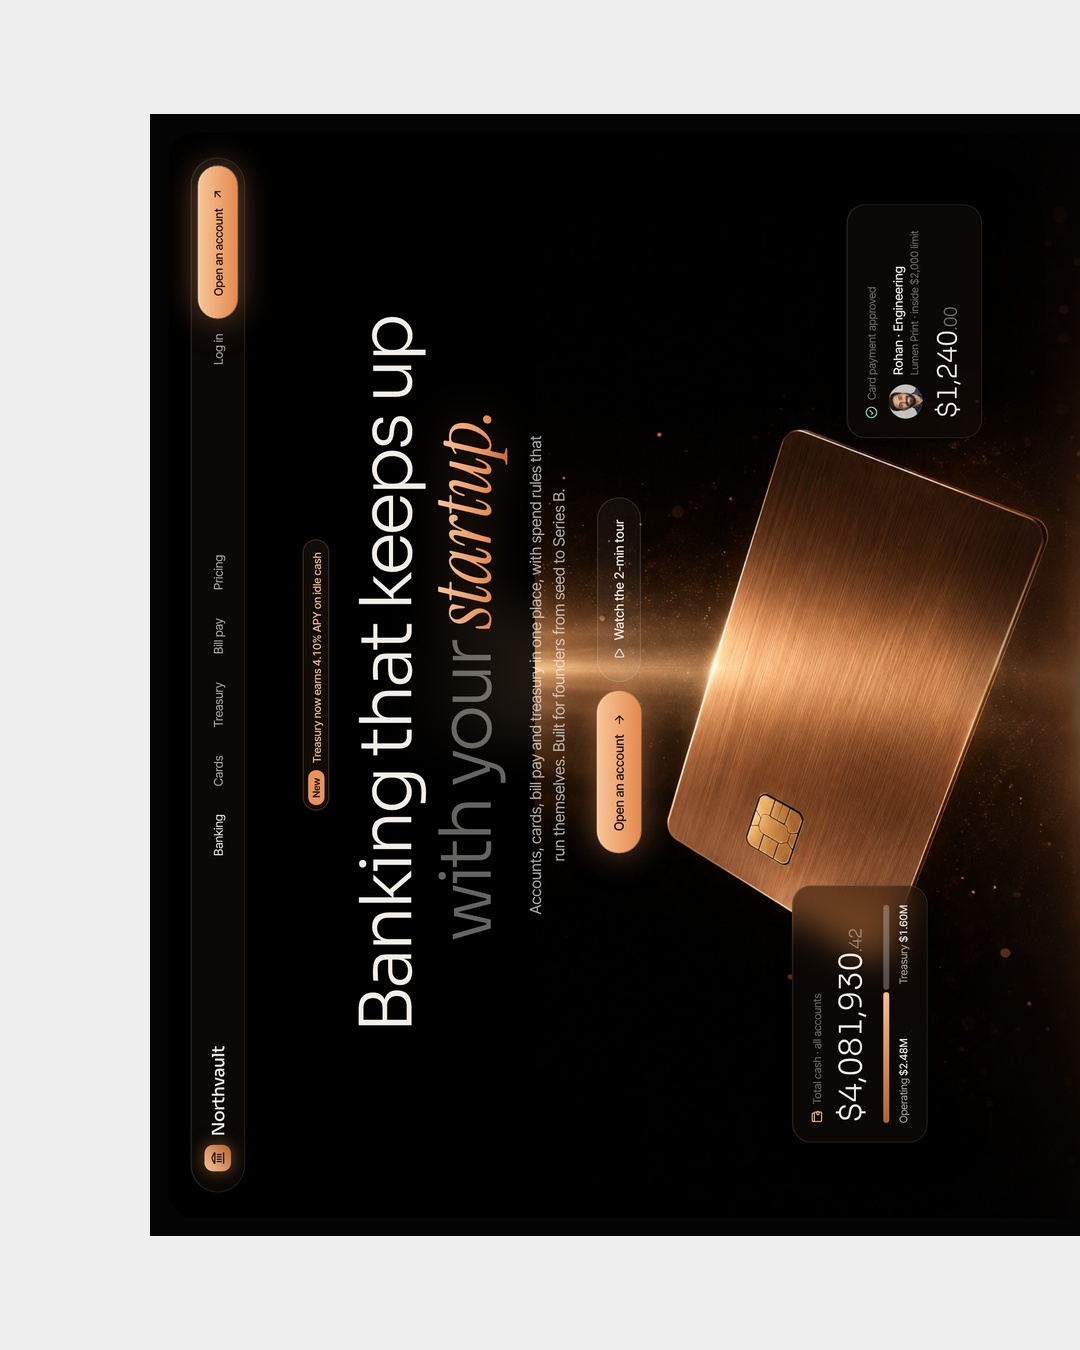 Northvault
Banking
Cards
Treasury
Bill pay
Pricing
Log in
Open an account
New
Treasury now earns 4.10% APY on idle cash
Banking that keeps up
with your startup.
Accounts, cards, bill pay and treasury in one place, with spend rules that
run themselves. Built for founders from seed to Series B.
Open an account
Watch the 2-min tour
Total cash · all accounts
$4,081,930.42
Operating $2.48M
Treasury $1.60M
Card payment approved
Rohan · Engineering
Lumen Print · inside $2,000 limit
$1,240.00